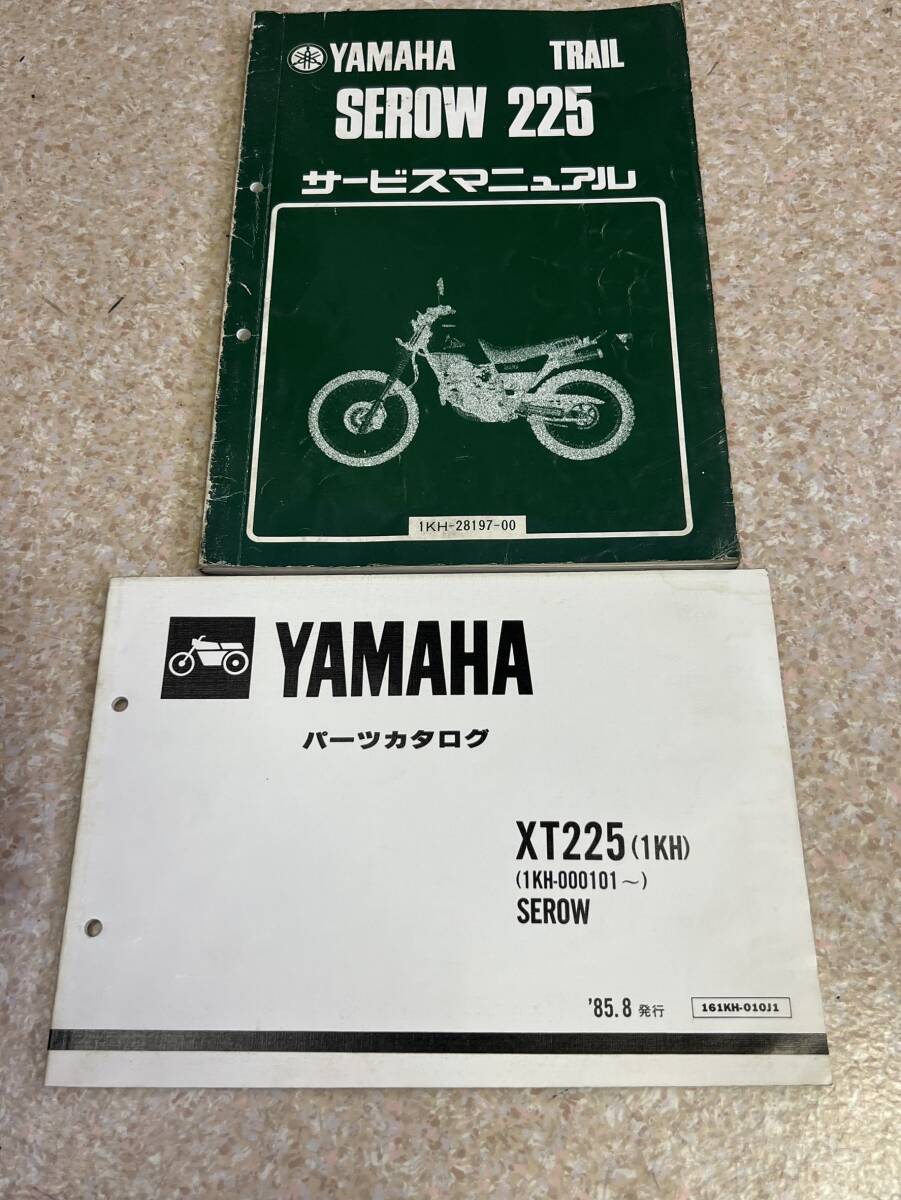 YAMAHA TRAIL
SEROW 225
サービスマニュアル
1KH-28197-00
YAMAHA
パーツカタログ
XT225(1KH)
(1KH-000101～)
SEROW
'85.8 発行
161KH-010J1